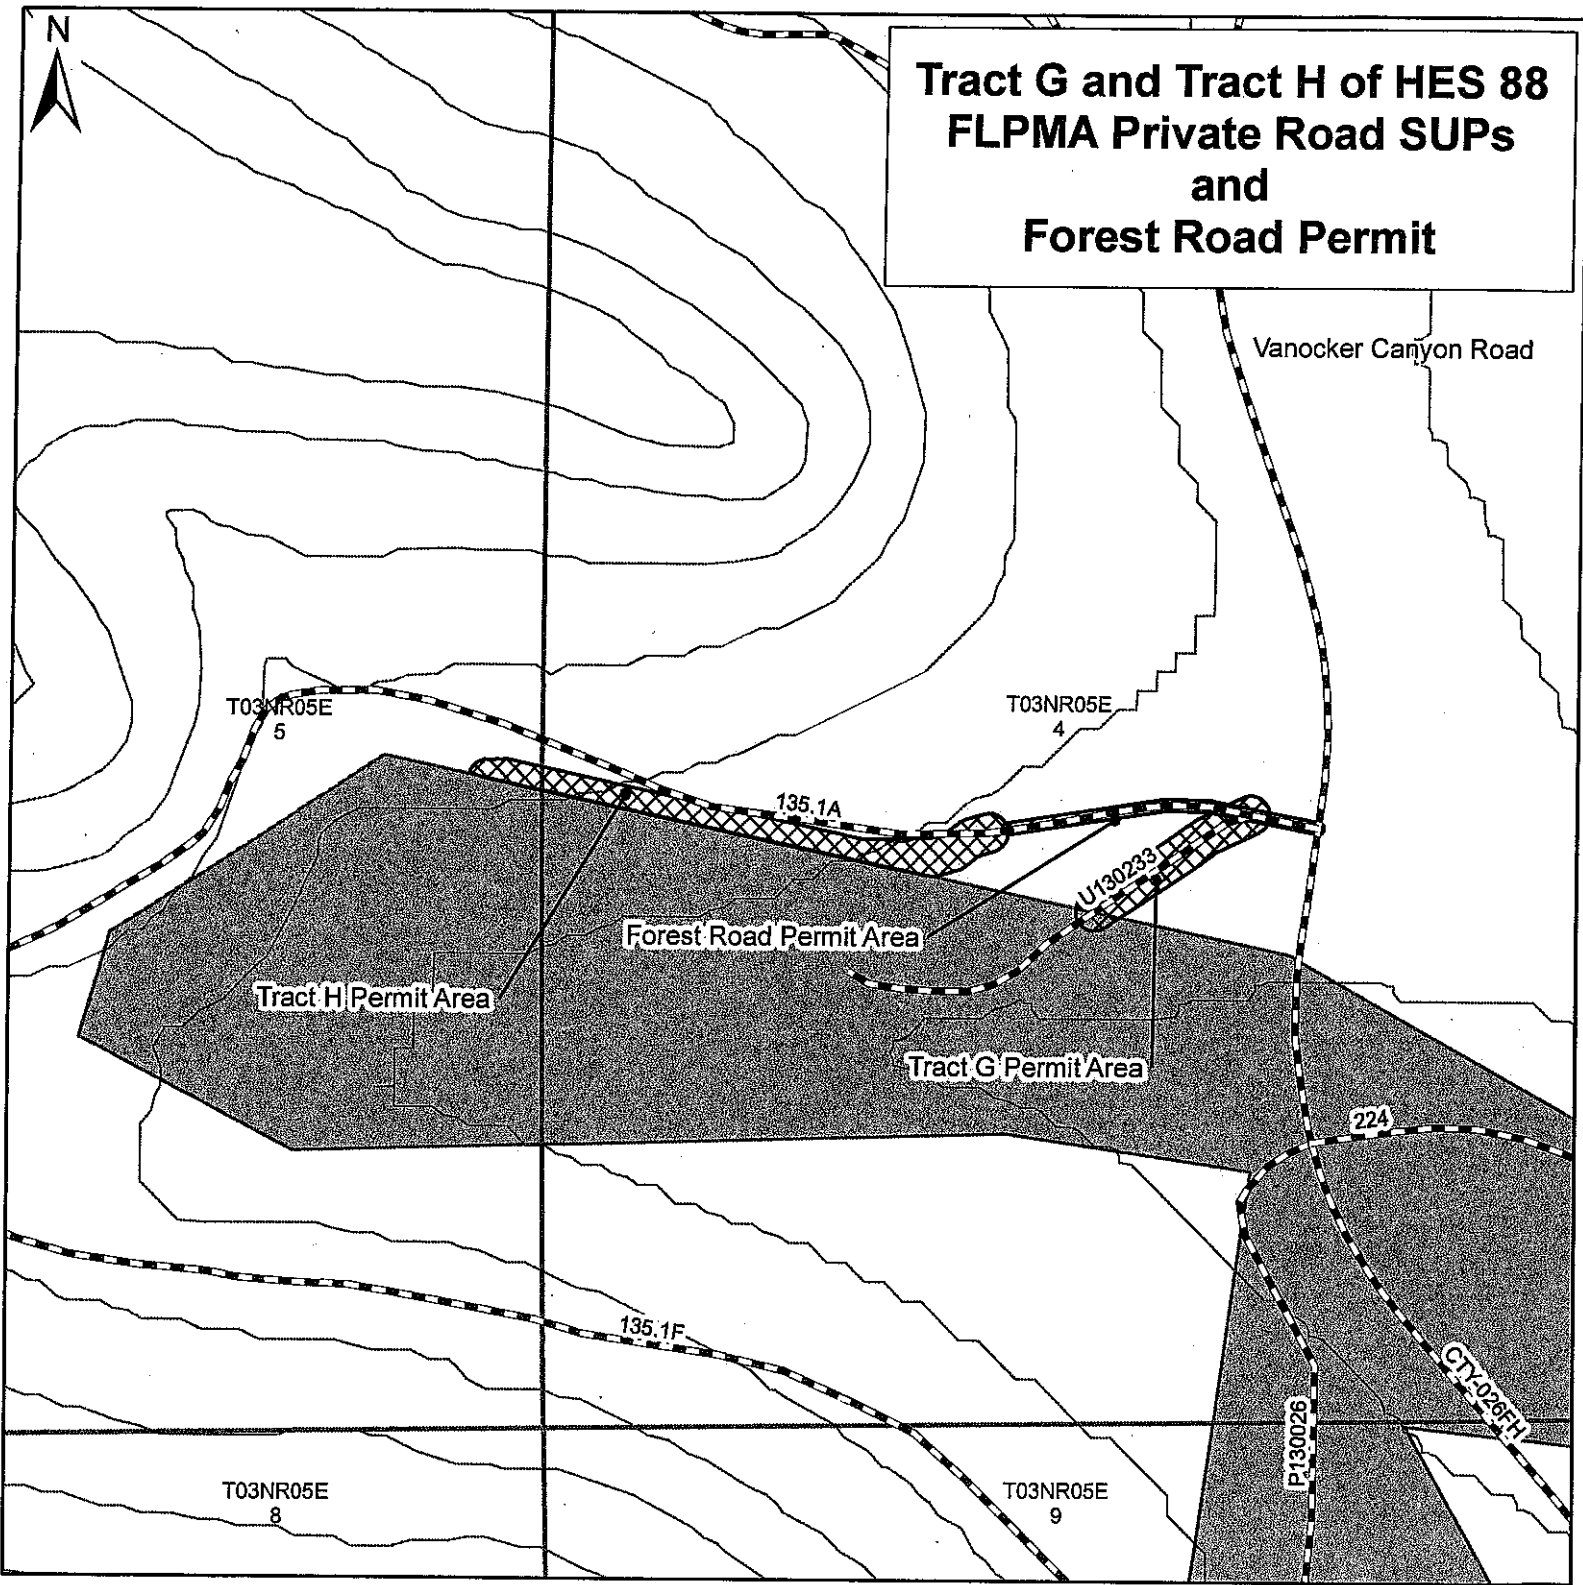 N
Tract G and Tract H of HES 88
FLPMA Private Road SUPs
and
Forest Road Permit
Vanocker Canyon Road
T03NR05E
5
T03NR05E
4
135.1A
U130233
Forest Road Permit Area
Tract H Permit Area
Tract G Permit Area
224
135.1F
CTY-026FH
P130026
T03NR05E
8
T03NR05E
9